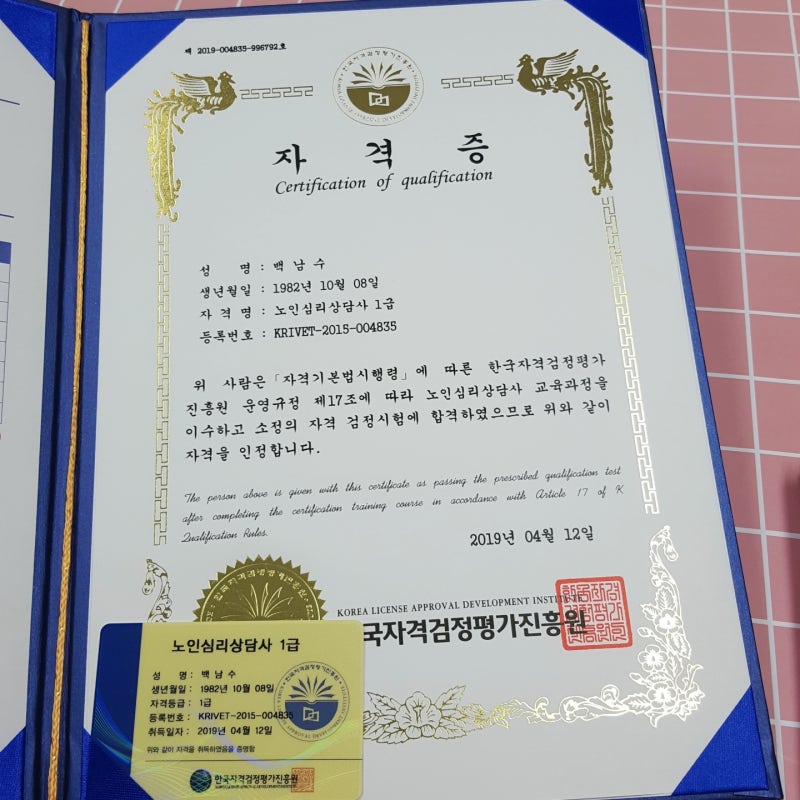 제 2019-004835-996792호
자 격 증
Certification of qualification
성 명 : 백 남 수
생년월일 : 1982년 10월 08일
자 격 명 : 노인심리상담사 1급
등록번호 : KRIVET-2015-004835
위 사람은「자격기본법시행령」에 따른 한국자격검정평가
진흥원 운영규정 제17조에 따라 노인심리상담사 교육과정을
이수하고 소정의 자격 검정시험에 합격하였으므로 위와 같이
자격을 인정합니다.
The person above is given with this certificate as passing the prescribed qualification test
after completing the certification training course in accordance with Article 17 of K
Qualification Rules.
2019년 04월 12일
KOREA LICENSE APPROVAL DEVELOPMENT INSTITUTE
국자격검정평가진흥원
노인심리상담사 1급
성 명 : 백 남 수
생년월일 : 1982년 10월 08일
자격등급 : 1급
등록번호 : KRIVET-2015-004835
취득일자 : 2019년 04월 12일
위와 같이 자격을 취득하였음을 증명함
한국자격검정평가진흥원